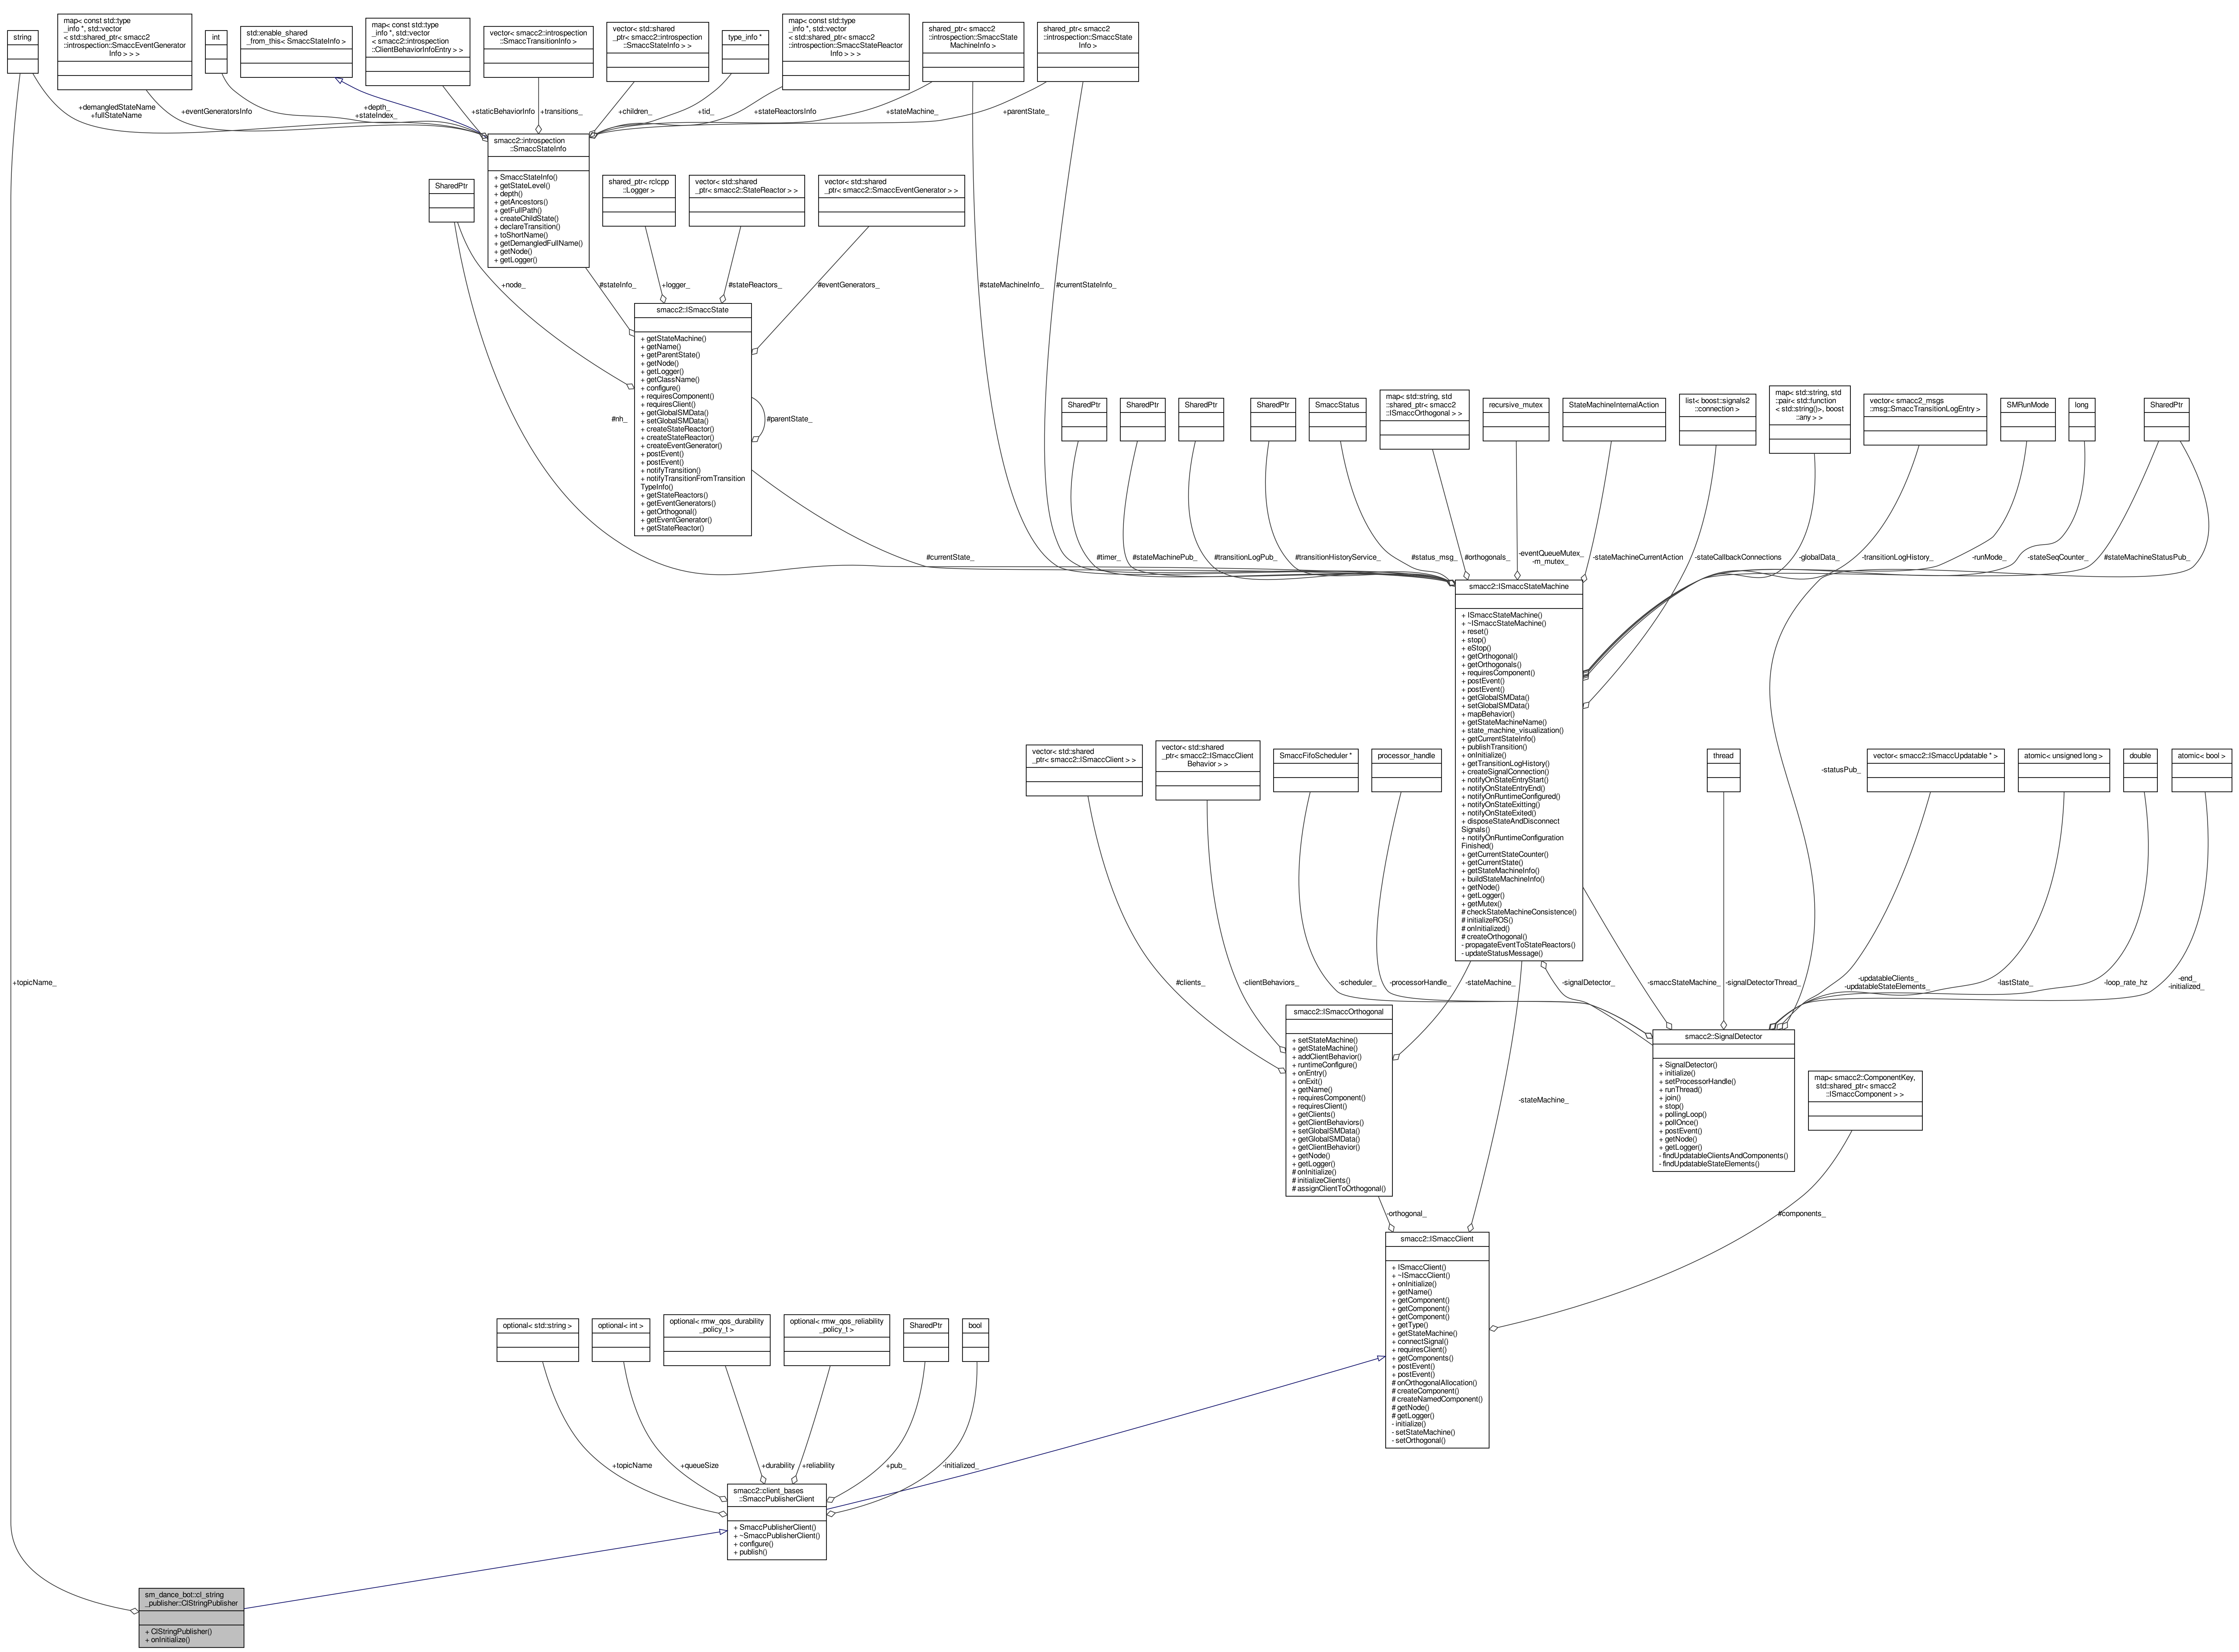 string
map< const std::type
_info *, std::vector
< std::shared_ptr< smacc2
::introspection::SmaccEventGenerator
Info > > >
int
std::enable_shared
_from_this< SmaccStateInfo >
map< const std::type
_info *, std::vector
< smacc2::introspection
::ClientBehaviorInfoEntry > >
vector< smacc2::introspection
::SmaccTransitionInfo >
vector< std::shared
_ptr< smacc2::introspection
::SmaccStateInfo > >
type_info *
map< const std::type
_info *, std::vector
< std::shared_ptr< smacc2
::introspection::SmaccStateReactor
Info > > >
shared_ptr< smacc2
::introspection::SmaccState
MachineInfo >
shared_ptr< smacc2
::introspection::SmaccState
Info >
+demangledStateName
+fullStateName
+eventGeneratorsInfo
+depth_
+stateIndex_
+staticBehaviorInfo
+transitions_
+children_
+tid_
+stateReactorsInfo
+stateMachine_
+parentState_
smacc2::introspection
::SmaccStateInfo
+ SmaccStateInfo()
+ getStateLevel()
+ depth()
+ getAncestors()
+ getFullPath()
+ createChildState()
+ declareTransition()
+ toShortName()
+ getDemangledFullName()
+ getNode()
+ getLogger()
SharedPtr
shared_ptr< rclcpp
::Logger >
vector< std::shared
_ptr< smacc2::StateReactor > >
vector< std::shared
_ptr< smacc2::SmaccEventGenerator > >
+node_
#stateInfo_
+logger_
#stateReactors_
#eventGenerators_
#stateMachineInfo_
#currentStateInfo_
smacc2::ISmaccState
+ getStateMachine()
+ getName()
+ getParentState()
+ getNode()
+ getLogger()
+ getClassName()
+ configure()
+ requiresComponent()
+ requiresClient()
+ getGlobalSMData()
+ setGlobalSMData()
+ createStateReactor()
+ createStateReactor()
+ createEventGenerator()
+ postEvent()
+ postEvent()
+ notifyTransition()
+ notifyTransitionFromTransition
TypeInfo()
+ getStateReactors()
+ getEventGenerators()
+ getOrthogonal()
+ getEventGenerator()
+ getStateReactor()
#nh_
#parentState_
SharedPtr
SharedPtr
SharedPtr
SharedPtr
SmaccStatus
map< std::string, std
::shared_ptr< smacc2
::ISmaccOrthogonal > >
recursive_mutex
StateMachineInternalAction
list< boost::signals2
::connection >
map< std::string, std
::pair< std::function
< std::string()>, boost
::any > >
vector< smacc2_msgs
::msg::SmaccTransitionLogEntry >
SMRunMode
long
SharedPtr
#currentState_
#timer_
#stateMachinePub_
#transitionLogPub_
#transitionHistoryService_
#status_msg_
#orthogonals_
-eventQueueMutex_
-m_mutex_
-stateMachineCurrentAction
-stateCallbackConnections
-globalData_
-transitionLogHistory_
-runMode_
-stateSeqCounter_
#stateMachineStatusPub_
smacc2::ISmaccStateMachine
+ ISmaccStateMachine()
+ ~ISmaccStateMachine()
+ reset()
+ stop()
+ eStop()
+ getOrthogonal()
+ getOrthogonals()
+ requiresComponent()
+ postEvent()
+ postEvent()
+ getGlobalSMData()
+ setGlobalSMData()
+ mapBehavior()
+ getStateMachineName()
+ state_machine_visualization()
+ getCurrentStateInfo()
+ publishTransition()
+ onInitialize()
+ getTransitionLogHistory()
+ createSignalConnection()
+ notifyOnStateEntryStart()
+ notifyOnStateEntryEnd()
+ notifyOnRuntimeConfigured()
+ notifyOnStateExitting()
+ notifyOnStateExited()
+ disposeStateAndDisconnect
Signals()
+ notifyOnRuntimeConfiguration
Finished()
+ getCurrentStateCounter()
+ getCurrentState()
+ getStateMachineInfo()
+ buildStateMachineInfo()
+ getNode()
+ getLogger()
+ getMutex()
# checkStateMachineConsistence()
# initializeROS()
# onInitialized()
# createOrthogonal()
- propagateEventToStateReactors()
- updateStatusMessage()
vector< std::shared
_ptr< smacc2::ISmaccClient > >
vector< std::shared
_ptr< smacc2::ISmaccClient
Behavior > >
SmaccFifoScheduler *
processor_handle
thread
-statusPub_
vector< smacc2::ISmaccUpdatable * >
atomic< unsigned long >
double
atomic< bool >
+topicName_
#clients_
-clientBehaviors_
-scheduler_
-processorHandle_
-stateMachine_
-signalDetector_
-smaccStateMachine_
-signalDetectorThread_
-updatableClients_
-updatableStateElements_
-lastState_
-loop_rate_hz
-end_
-initialized_
smacc2::ISmaccOrthogonal
+ setStateMachine()
+ getStateMachine()
+ addClientBehavior()
+ runtimeConfigure()
+ onEntry()
+ onExit()
+ getName()
+ requiresComponent()
+ requiresClient()
+ getClients()
+ getClientBehaviors()
+ setGlobalSMData()
+ getGlobalSMData()
+ getClientBehavior()
+ getNode()
+ getLogger()
# onInitialize()
# initializeClients()
# assignClientToOrthogonal()
smacc2::SignalDetector
+ SignalDetector()
+ initialize()
+ setProcessorHandle()
+ runThread()
+ join()
+ stop()
+ pollingLoop()
+ pollOnce()
+ postEvent()
+ getNode()
+ getLogger()
- findUpdatableClientsAndComponents()
- findUpdatableStateElements()
map< smacc2::ComponentKey,
std::shared_ptr< smacc2
::ISmaccComponent > >
-stateMachine_
-orthogonal_
#components_
smacc2::ISmaccClient
+ ISmaccClient()
+ ~ISmaccClient()
+ onInitialize()
+ getName()
+ getComponent()
+ getComponent()
+ getComponent()
+ getType()
+ getStateMachine()
+ connectSignal()
+ requiresClient()
+ getComponents()
+ postEvent()
+ postEvent()
# onOrthogonalAllocation()
# createComponent()
# createNamedComponent()
# getNode()
# getLogger()
- initialize()
- setStateMachine()
- setOrthogonal()
optional< std::string >
optional< int >
optional< rmw_qos_durability
_policy_t >
optional< rmw_qos_reliability
_policy_t >
SharedPtr
bool
+topicName
+queueSize
+durability
+reliability
+pub_
-initialized_
smacc2::client_bases
::SmaccPublisherClient
+ SmaccPublisherClient()
+ ~SmaccPublisherClient()
+ configure()
+ publish()
sm_dance_bot::cl_string
_publisher::ClStringPublisher
+ ClStringPublisher()
+ onInitialize()